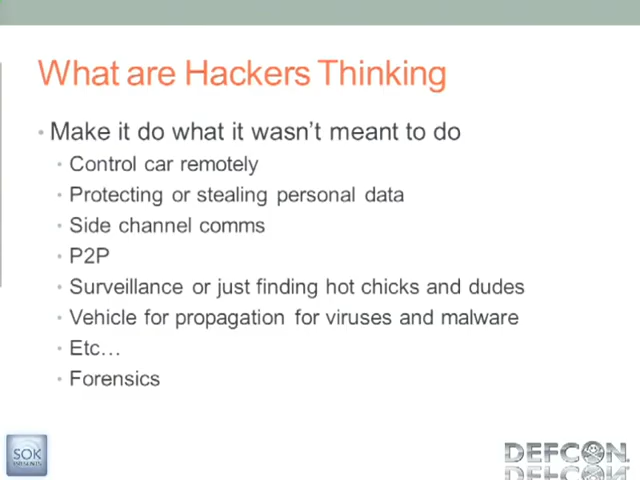 What are Hackers Thinking
• Make it do what it wasn't meant to do
• Control car remotely
• Protecting or stealing personal data
• Side channel comms
• P2P
• Surveillance or just finding hot chicks and dudes
• Vehicle for propagation for viruses and malware
• Etc…
• Forensics
SOK
DEFCON